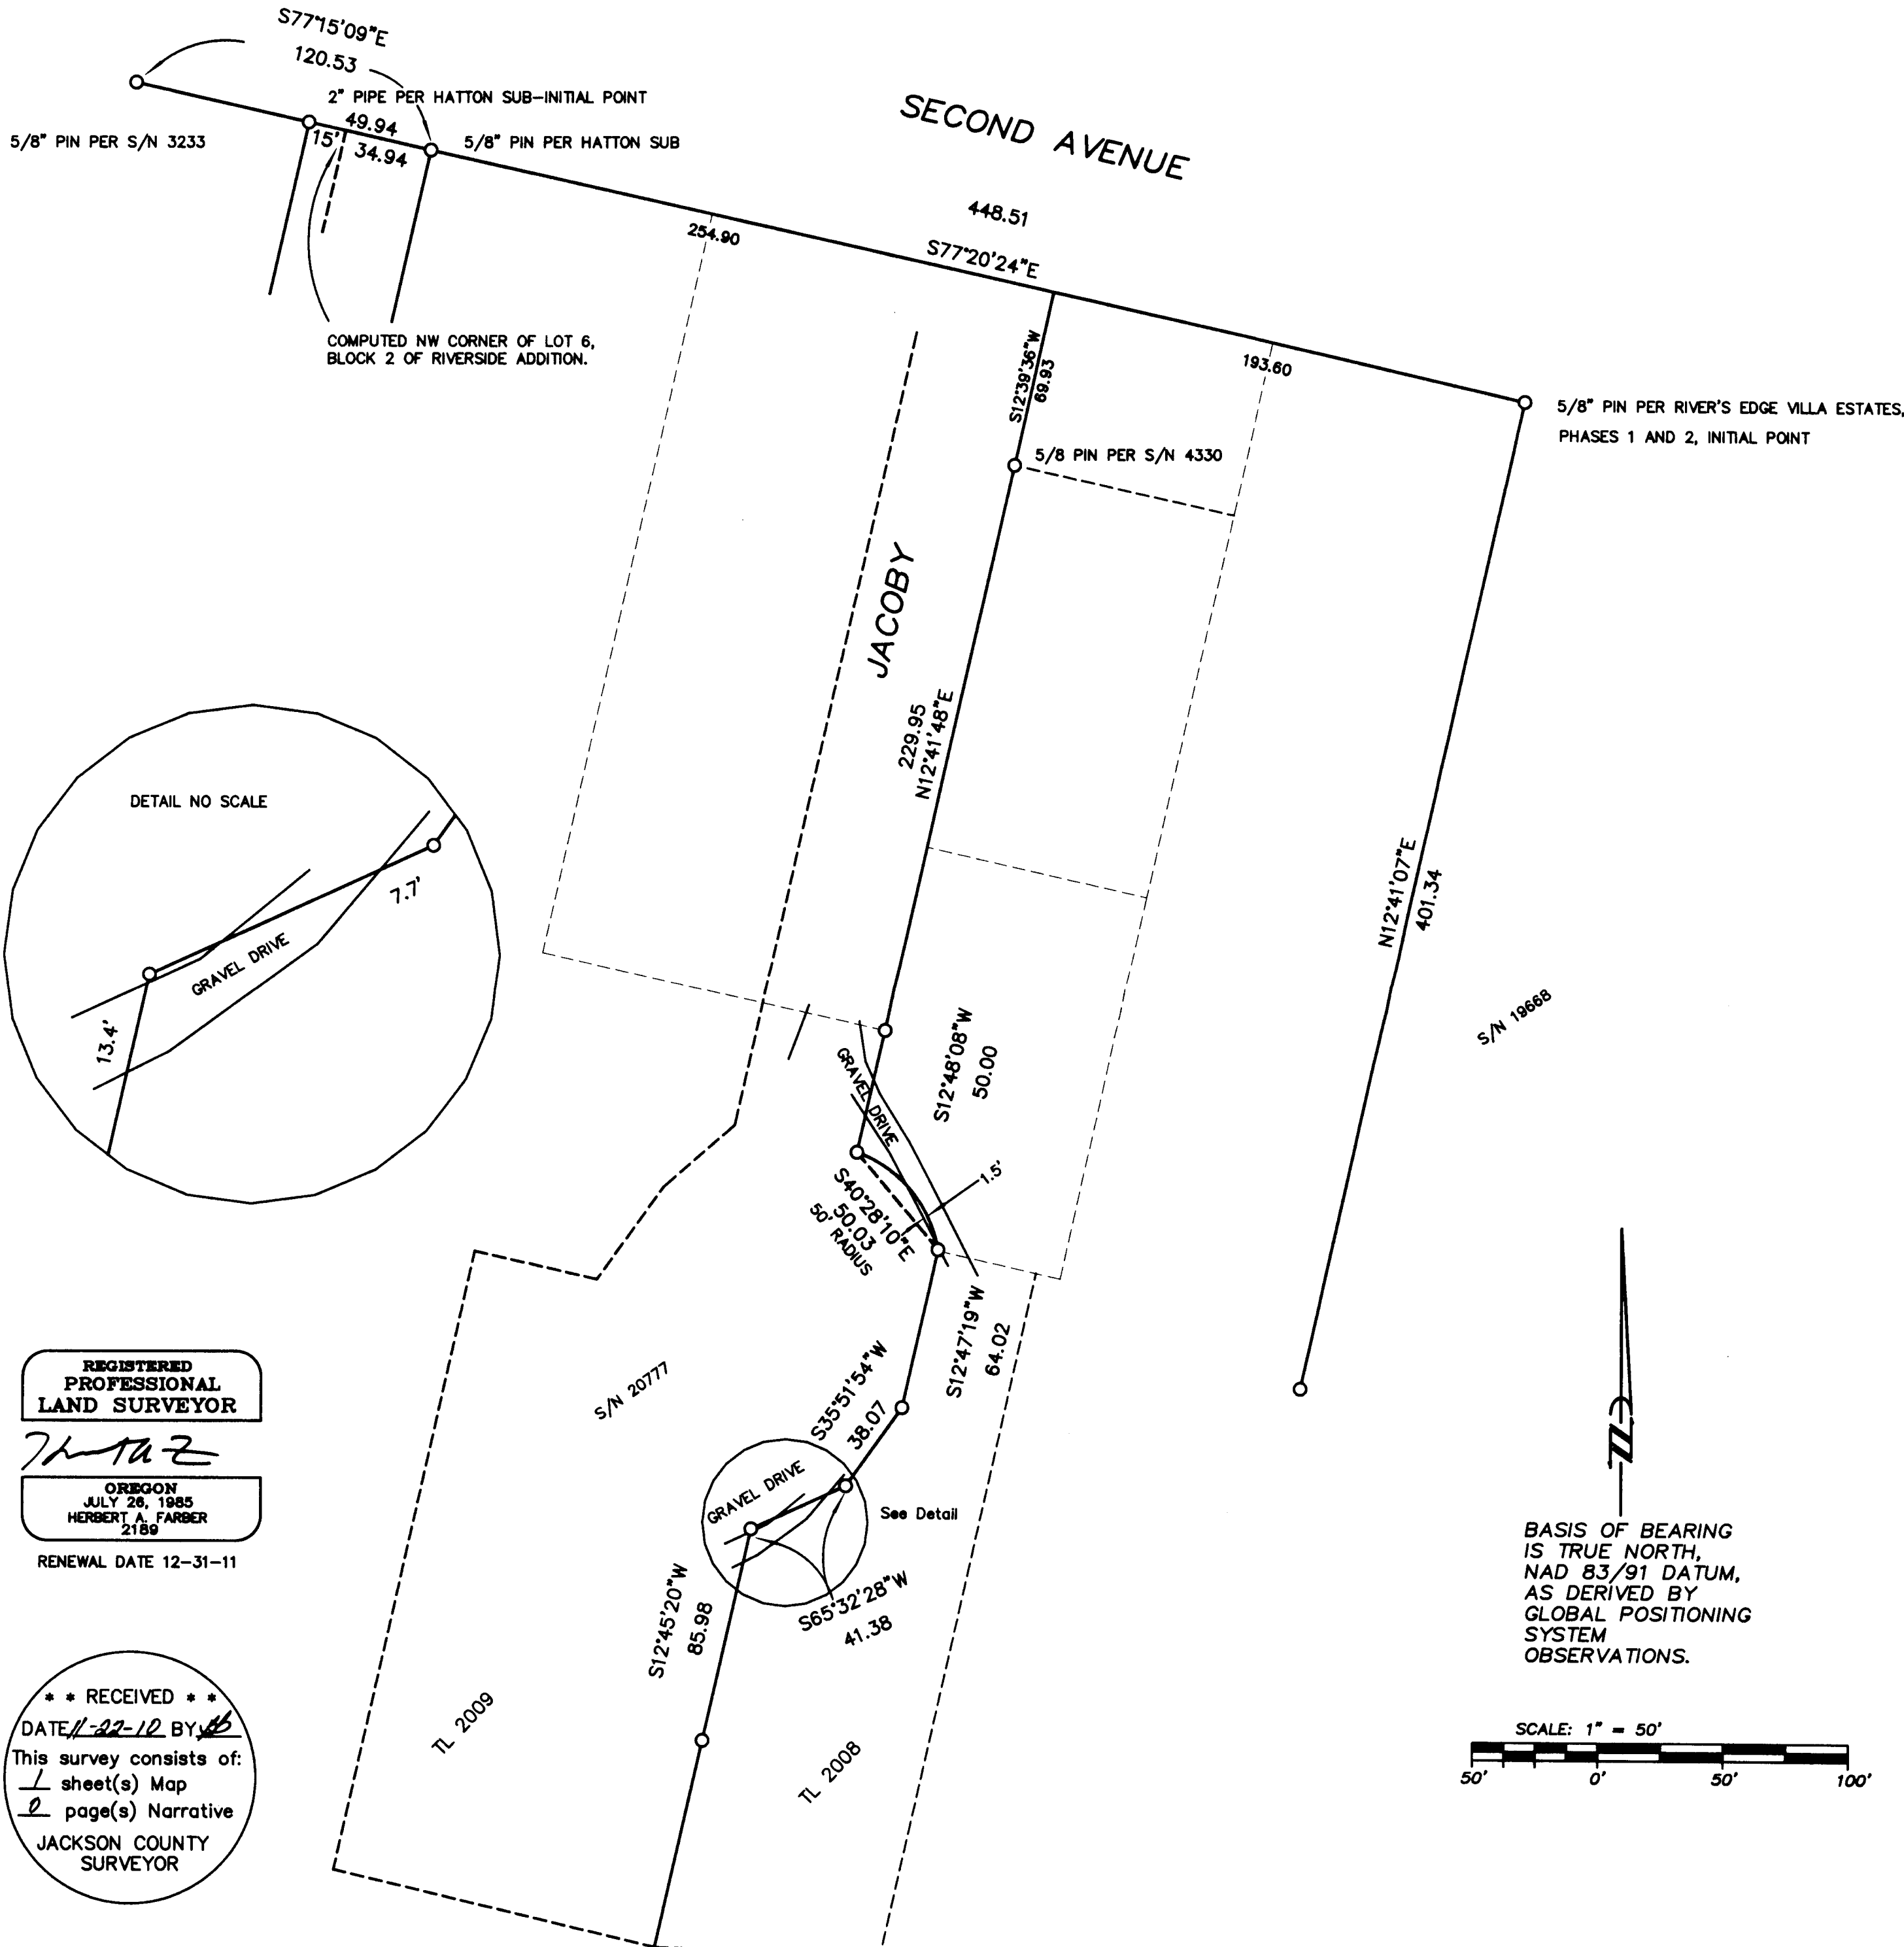 S77°15'09"E
120.53
2" PIPE PER HATTON SUB-INITIAL POINT
49.94
15'
34.94
5/8" PIN PER S/N 3233
5/8" PIN PER HATTON SUB
SECOND AVENUE
448.51
S77°20'24"E
254.90
193.60
COMPUTED NW CORNER OF LOT 6,
BLOCK 2 OF RIVERSIDE ADDITION.
S12°39'36"W
69.93
5/8" PIN PER RIVER'S EDGE VILLA ESTATES,
PHASES 1 AND 2, INITIAL POINT
5/8 PIN PER S/N 4330
JACOBY
229.95
N12°41'48"E
DETAIL NO SCALE
7.7'
GRAVEL DRIVE
13.4'
N12°41'07"E
401.34
S/N 19668
S12°48'08"W
50.00
GRAVEL DRIVE
1.5'
S40°28'10"E
50.03
50' RADIUS
S12°47'19"W
64.02
S/N 20777
S35°51'54"W
38.07
GRAVEL DRIVE
See Detail
S65°32'28"W
41.38
S12°45'20"W
85.98
TL 2009
TL 2008
REGISTERED
PROFESSIONAL
LAND SURVEYOR
OREGON
JULY 26, 1985
HERBERT A. FARBER
2189
RENEWAL DATE 12-31-11
* * RECEIVED * *
DATE 11-22-10 BY
This survey consists of:
1 sheet(s) Map
0 page(s) Narrative
JACKSON COUNTY
SURVEYOR
N
BASIS OF BEARING
IS TRUE NORTH,
NAD 83/91 DATUM,
AS DERIVED BY
GLOBAL POSITIONING
SYSTEM
OBSERVATIONS.
SCALE: 1" = 50'
50' 0' 50' 100'